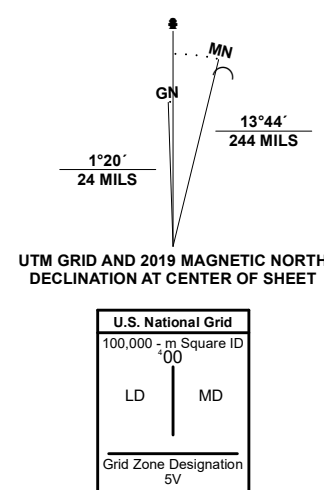 MN
GN
13°44´
244 MILS
1°20´
24 MILS
UTM GRID AND 2019 MAGNETIC NORTH
DECLINATION AT CENTER OF SHEET
U.S. National Grid
100,000 - m Square ID
⁴00
LD MD
Grid Zone Designation
5V